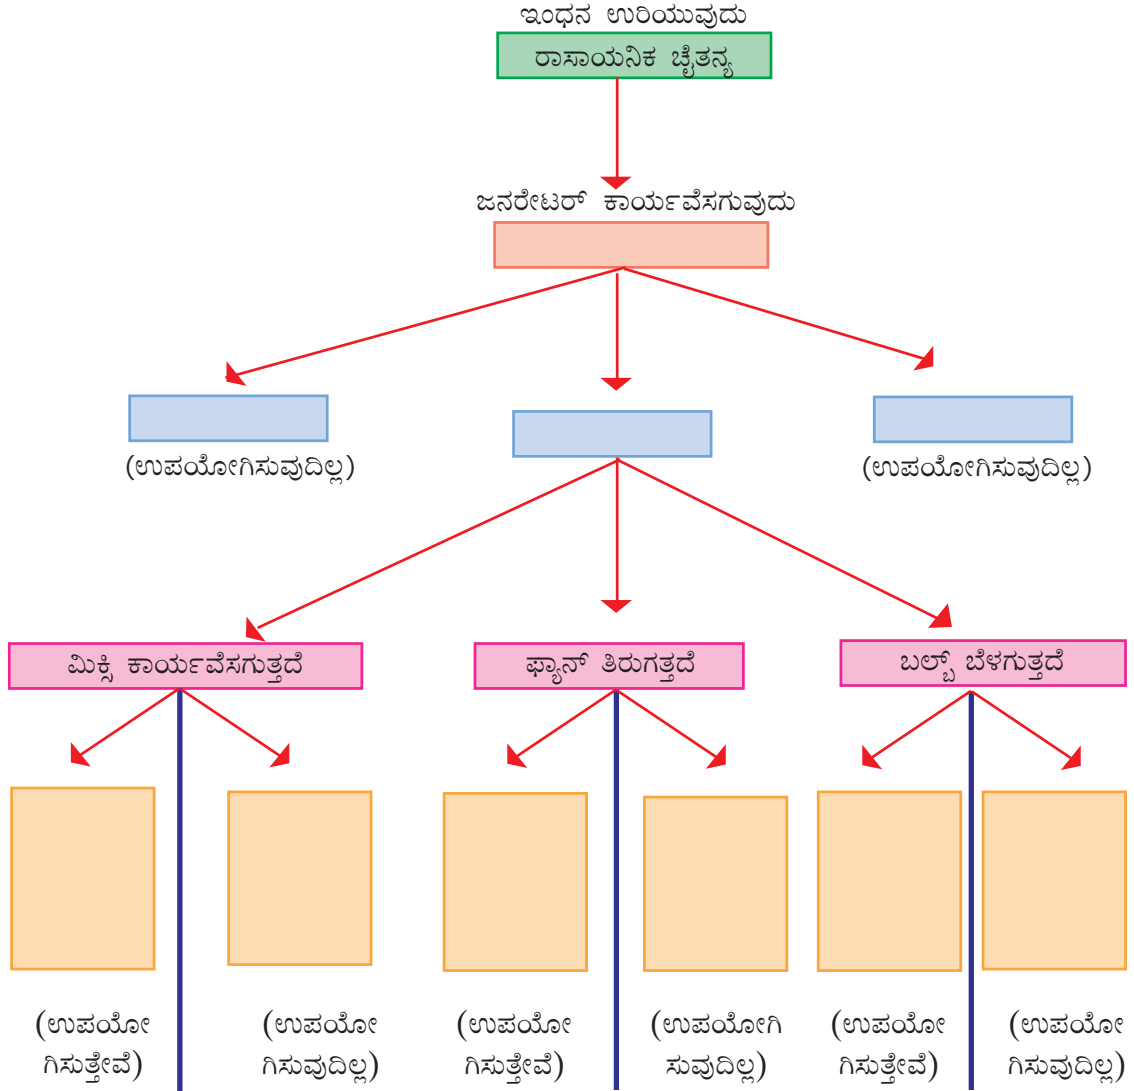 ಇಂಧನ ಉರಿಯುವುದು
ರಾಸಾಯನಿಕ ಚೈತನ್ಯ
ಜನರೇಟರ್ ಕಾರ್ಯವೆಸಗುವುದು
(ಉಪಯೋಗಿಸುವುದಿಲ್ಲ)
(ಉಪಯೋಗಿಸುವುದಿಲ್ಲ)
ಮಿಕ್ಸಿ ಕಾರ್ಯವೆಸಗುತ್ತದೆ
ಫ್ಯಾನ್ ತಿರುಗತ್ತದೆ
ಬಲ್ಬ್ ಬೆಳಗುತ್ತದೆ
(ಉಪಯೋ
ಗಿಸುತ್ತೇವೆ)
(ಉಪಯೋ
ಗಿಸುವುದಿಲ್ಲ)
(ಉಪಯೋ
ಗಿಸುತ್ತೇವೆ)
(ಉಪಯೋಗಿ
ಸುವುದಿಲ್ಲ)
(ಉಪಯೋ
ಗಿಸುತ್ತೇವೆ)
(ಉಪಯೋ
ಗಿಸುವುದಿಲ್ಲ)